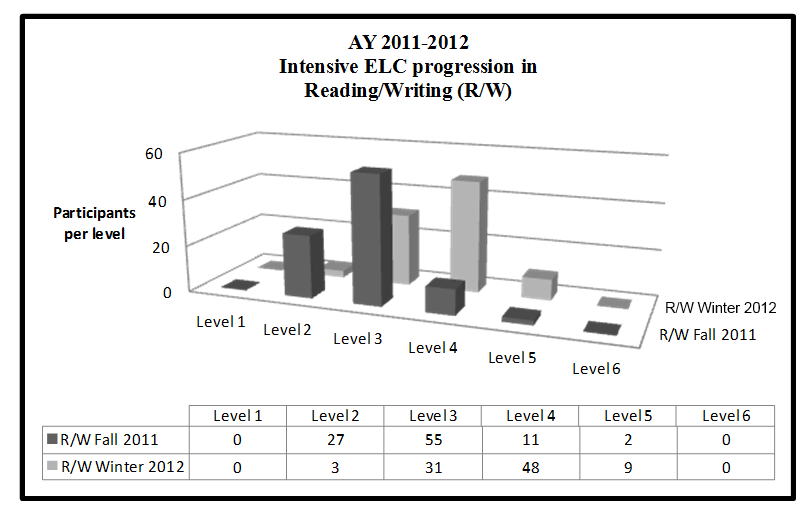 AY 2011-2012
Intensive ELC progression in
Reading/Writing (R/W)
60
40
20
0
Participants
per level
Level 1
Level 2
Level 3
Level 4
Level 5
Level 6
R/W Winter 2012
R/W Fall 2011
Level 1 Level 2 Level 3 Level 4 Level 5 Level 6
R/W Fall 2011 0 27 55 11 2 0
R/W Winter 2012 0 3 31 48 9 0